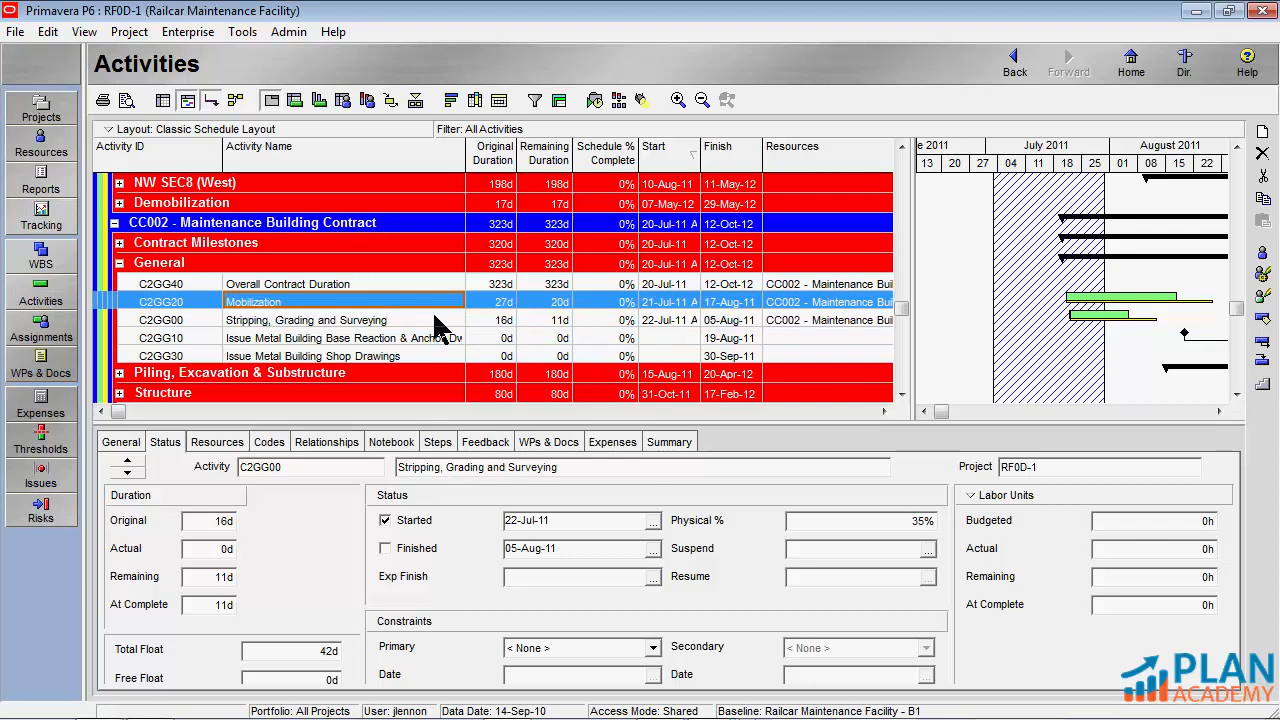 Primavera P6 : RF0D-1 (Railcar Maintenance Facility)
File Edit View Project Enterprise Tools Admin Help
Activities
Back Forward Home Dir. Help
Projects
Resources
Reports
Tracking
WBS
Activities
Assignments
WPs & Docs
Expenses
Thresholds
Issues
Risks
Layout: Classic Schedule Layout Filter: All Activities
Activity ID Activity Name Original Duration Remaining Duration Schedule % Complete Start Finish Resources
e 2011 July 2011 August 2011
13 20 27 04 11 18 25 01 08 15 22
NW SEC8 (West) 198d 198d 0% 10-Aug-11 11-May-12
Demobilization 17d 17d 0% 07-May-12 29-May-12
CC002 - Maintenance Building Contract 323d 323d 0% 20-Jul-11 A 12-Oct-12
Contract Milestones 320d 320d 0% 20-Jul-11 A 12-Oct-12
General 323d 323d 0% 20-Jul-11 A 12-Oct-12
C2GG40 Overall Contract Duration 323d 323d 0% 20-Jul-11 A 12-Oct-12 CC002 - Maintenance Buil
C2GG20 Mobilization 27d 20d 0% 21-Jul-11 A 17-Aug-11 CC002 - Maintenance Buil
C2GG00 Stripping, Grading and Surveying 16d 11d 0% 22-Jul-11 A 05-Aug-11 CC002 - Maintenance Buil
C2GG10 Issue Metal Building Base Reaction & Anchor Dw 0d 0d 0% 19-Aug-11
C2GG30 Issue Metal Building Shop Drawings 0d 0d 0% 30-Sep-11
Piling, Excavation & Substructure 180d 180d 0% 15-Aug-11 20-Apr-12
Structure 80d 80d 0% 31-Oct-11 17-Feb-12
General Status Resources Codes Relationships Notebook Steps Feedback WPs & Docs Expenses Summary
Activity C2GG00 Stripping, Grading and Surveying Project RF0D-1
Duration Status Labor Units
Original 16d Started 22-Jul-11 ... Physical % 35% Budgeted 0h
Actual 0d Finished 05-Aug-11 ... Suspend ... Actual 0h
Remaining 11d Exp Finish ... Resume ... Remaining 0h
At Complete 11d At Complete 0h
Constraints
Total Float 42d Primary < None > Secondary < None >
Free Float 0d Date ... Date ...
PLAN
ACADEMY
Portfolio: All Projects User: jlennon Data Date: 14-Sep-10 Access Mode: Shared Baseline: Railcar Maintenance Facility - B1